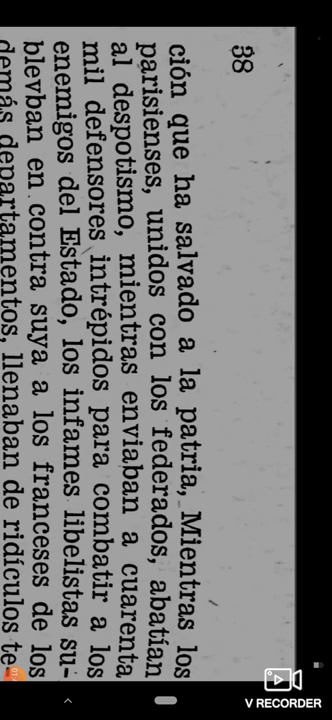 38
ción que ha salvado a la patria, Mientras los
parisienses, unidos con los federados, abatían
al despotismo, mientras enviaban a cuarenta
mil defensores intrépidos para combatir a los
enemigos del Estado, los infames libelistas su-
blevban en contra suya a los franceses de los
demás departamentos, llenaban de ridículos te-
V RECORDER